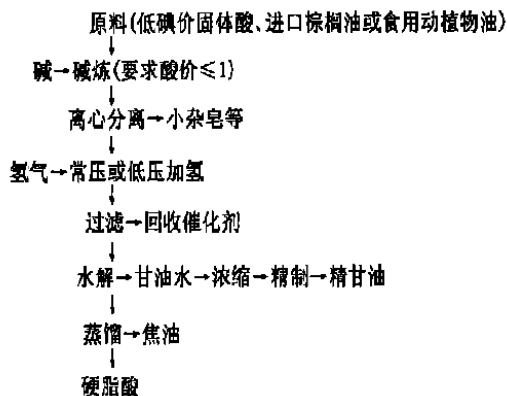 原料(低碘价固体酸、进口棕榈油或食用动植物油)
碱→碱炼(要求酸价≤1)
离心分离→小杂皂等
氢气→常压或低压加氢
过滤→回收催化剂
水解→甘油水→浓缩→精制→精甘油
蒸馏→焦油
硬脂酸